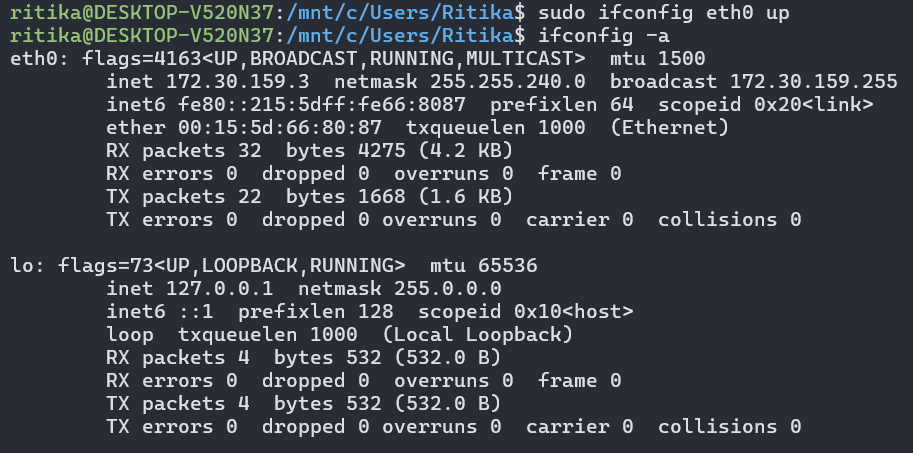 ritika@DESKTOP-V520N37:/mnt/c/Users/Ritika$ sudo ifconfig eth0 up
ritika@DESKTOP-V520N37:/mnt/c/Users/Ritika$ ifconfig -a
eth0: flags=4163<UP,BROADCAST,RUNNING,MULTICAST>  mtu 1500
        inet 172.30.159.3  netmask 255.255.240.0  broadcast 172.30.159.255
        inet6 fe80::215:5dff:fe66:8087  prefixlen 64  scopeid 0x20<link>
        ether 00:15:5d:66:80:87  txqueuelen 1000  (Ethernet)
        RX packets 32  bytes 4275 (4.2 KB)
        RX errors 0  dropped 0  overruns 0  frame 0
        TX packets 22  bytes 1668 (1.6 KB)
        TX errors 0  dropped 0 overruns 0  carrier 0  collisions 0

lo: flags=73<UP,LOOPBACK,RUNNING>  mtu 65536
        inet 127.0.0.1  netmask 255.0.0.0
        inet6 ::1  prefixlen 128  scopeid 0x10<host>
        loop  txqueuelen 1000  (Local Loopback)
        RX packets 4  bytes 532 (532.0 B)
        RX errors 0  dropped 0  overruns 0  frame 0
        TX packets 4  bytes 532 (532.0 B)
        TX errors 0  dropped 0 overruns 0  carrier 0  collisions 0